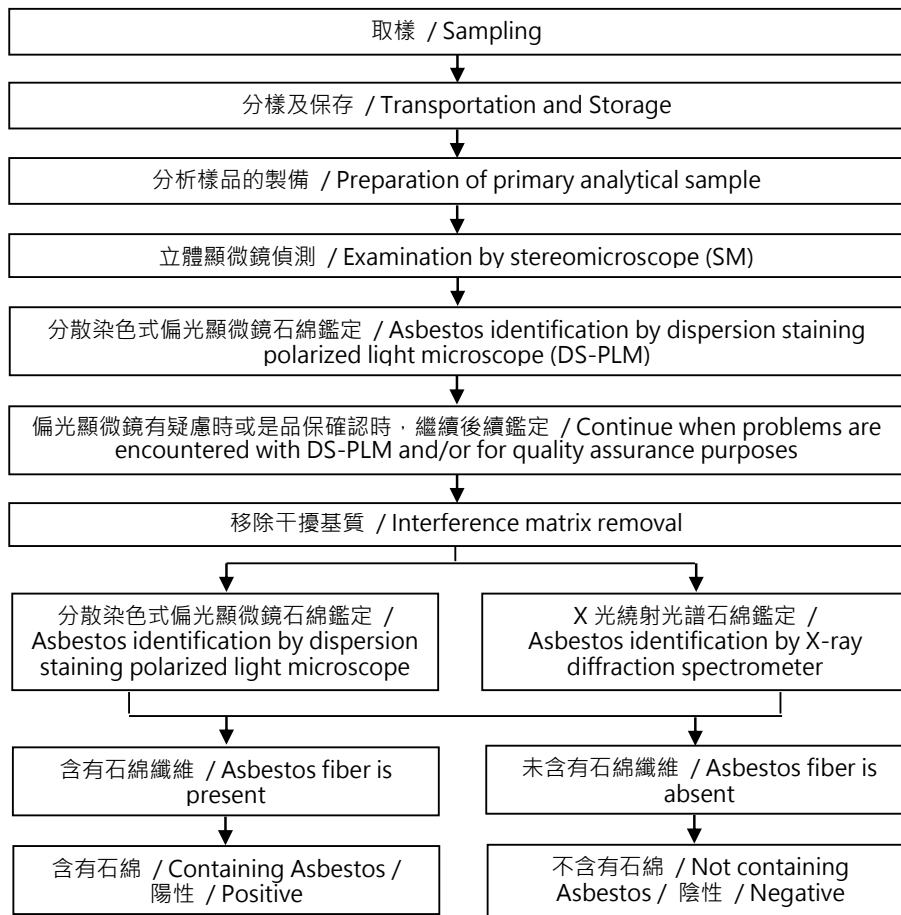 取樣 / Sampling
分樣及保存 / Transportation and Storage
分析樣品的製備 / Preparation of primary analytical sample
立體顯微鏡偵測 / Examination by stereomicroscope (SM)
分散染色式偏光顯微鏡石綿鑑定 / Asbestos identification by dispersion staining
polarized light microscope (DS-PLM)
偏光顯微鏡有疑慮時或是品保確認時，繼續後續鑑定 / Continue when problems are
encountered with DS-PLM and/or for quality assurance purposes
移除干擾基質 / Interference matrix removal
分散染色式偏光顯微鏡石綿鑑定 /
Asbestos identification by dispersion
staining polarized light microscope
X 光繞射光譜石綿鑑定 /
Asbestos identification by X-ray
diffraction spectrometer
含有石綿纖維 / Asbestos fiber is
present
未含有石綿纖維 / Asbestos fiber is
absent
含有石綿 / Containing Asbestos /
陽性 / Positive
不含有石綿 / Not containing
Asbestos / 陰性 / Negative